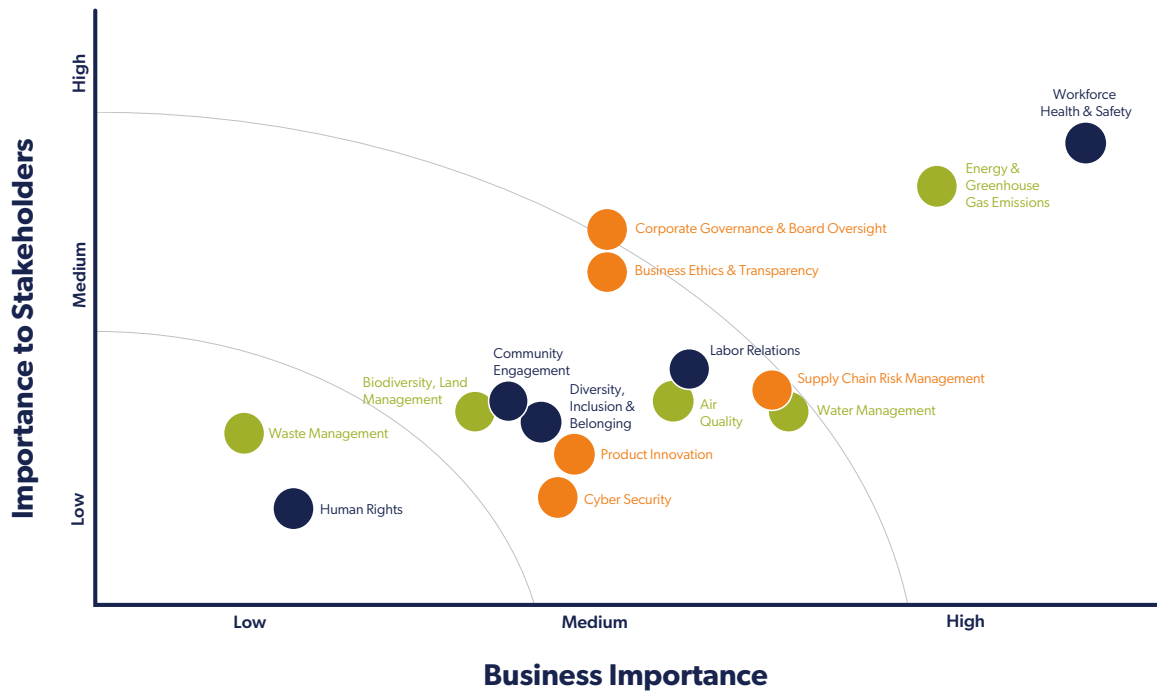 Importance to Stakeholders
High
Medium
Low
Workforce
Health & Safety
Energy &
Greenhouse
Gas Emissions
Corporate Governance & Board Oversight
Business Ethics & Transparency
Labor Relations
Community
Engagement
Supply Chain Risk Management
Biodiversity, Land
Management
Diversity,
Inclusion &
Belonging
Air
Quality
Water Management
Waste Management
Product Innovation
Cyber Security
Human Rights
Low
Medium
High
Business Importance